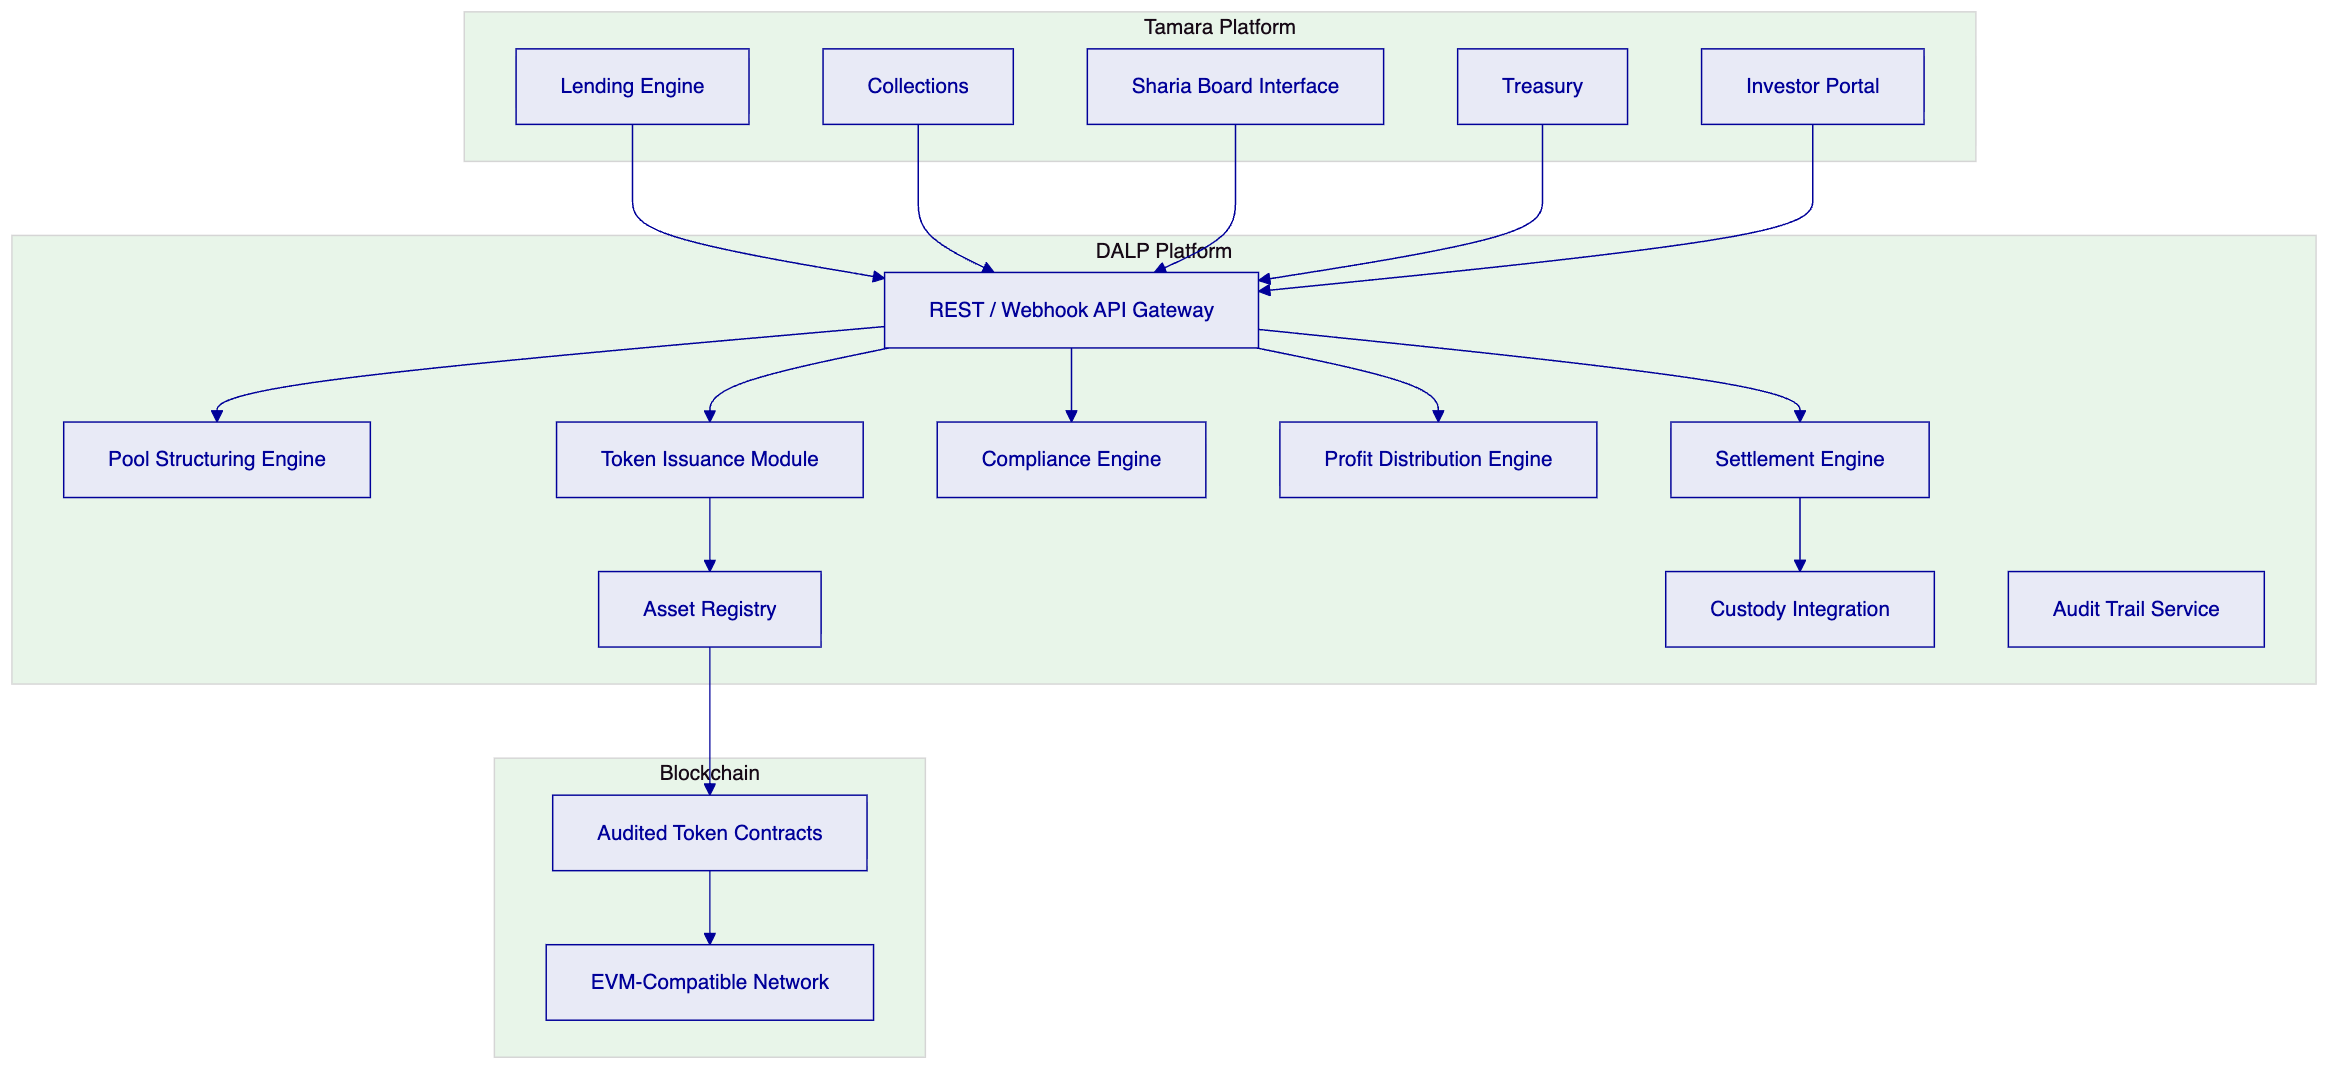 Tamara Platform
Lending Engine
Collections
Sharia Board Interface
Treasury
Investor Portal
DALP Platform
REST / Webhook API Gateway
Pool Structuring Engine
Token Issuance Module
Compliance Engine
Profit Distribution Engine
Settlement Engine
Asset Registry
Custody Integration
Audit Trail Service
Blockchain
Audited Token Contracts
EVM-Compatible Network